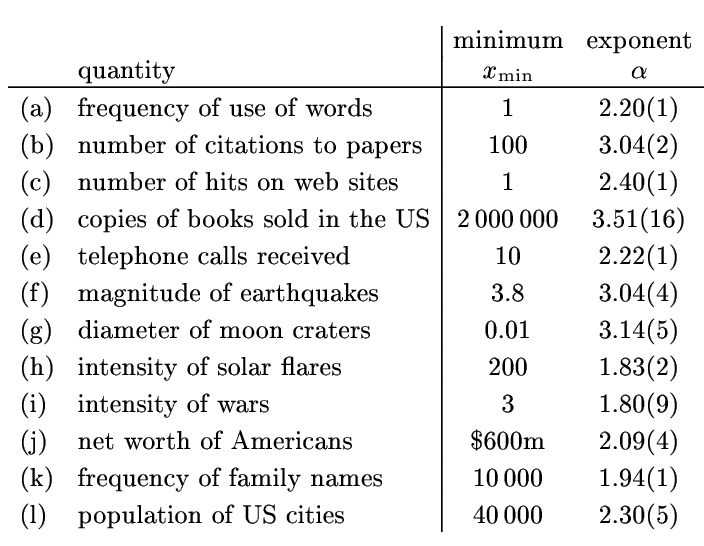 minimum exponent
quantity x_min α
(a) frequency of use of words 1 2.20(1)
(b) number of citations to papers 100 3.04(2)
(c) number of hits on web sites 1 2.40(1)
(d) copies of books sold in the US 2 000 000 3.51(16)
(e) telephone calls received 10 2.22(1)
(f) magnitude of earthquakes 3.8 3.04(4)
(g) diameter of moon craters 0.01 3.14(5)
(h) intensity of solar flares 200 1.83(2)
(i) intensity of wars 3 1.80(9)
(j) net worth of Americans $600m 2.09(4)
(k) frequency of family names 10 000 1.94(1)
(l) population of US cities 40 000 2.30(5)